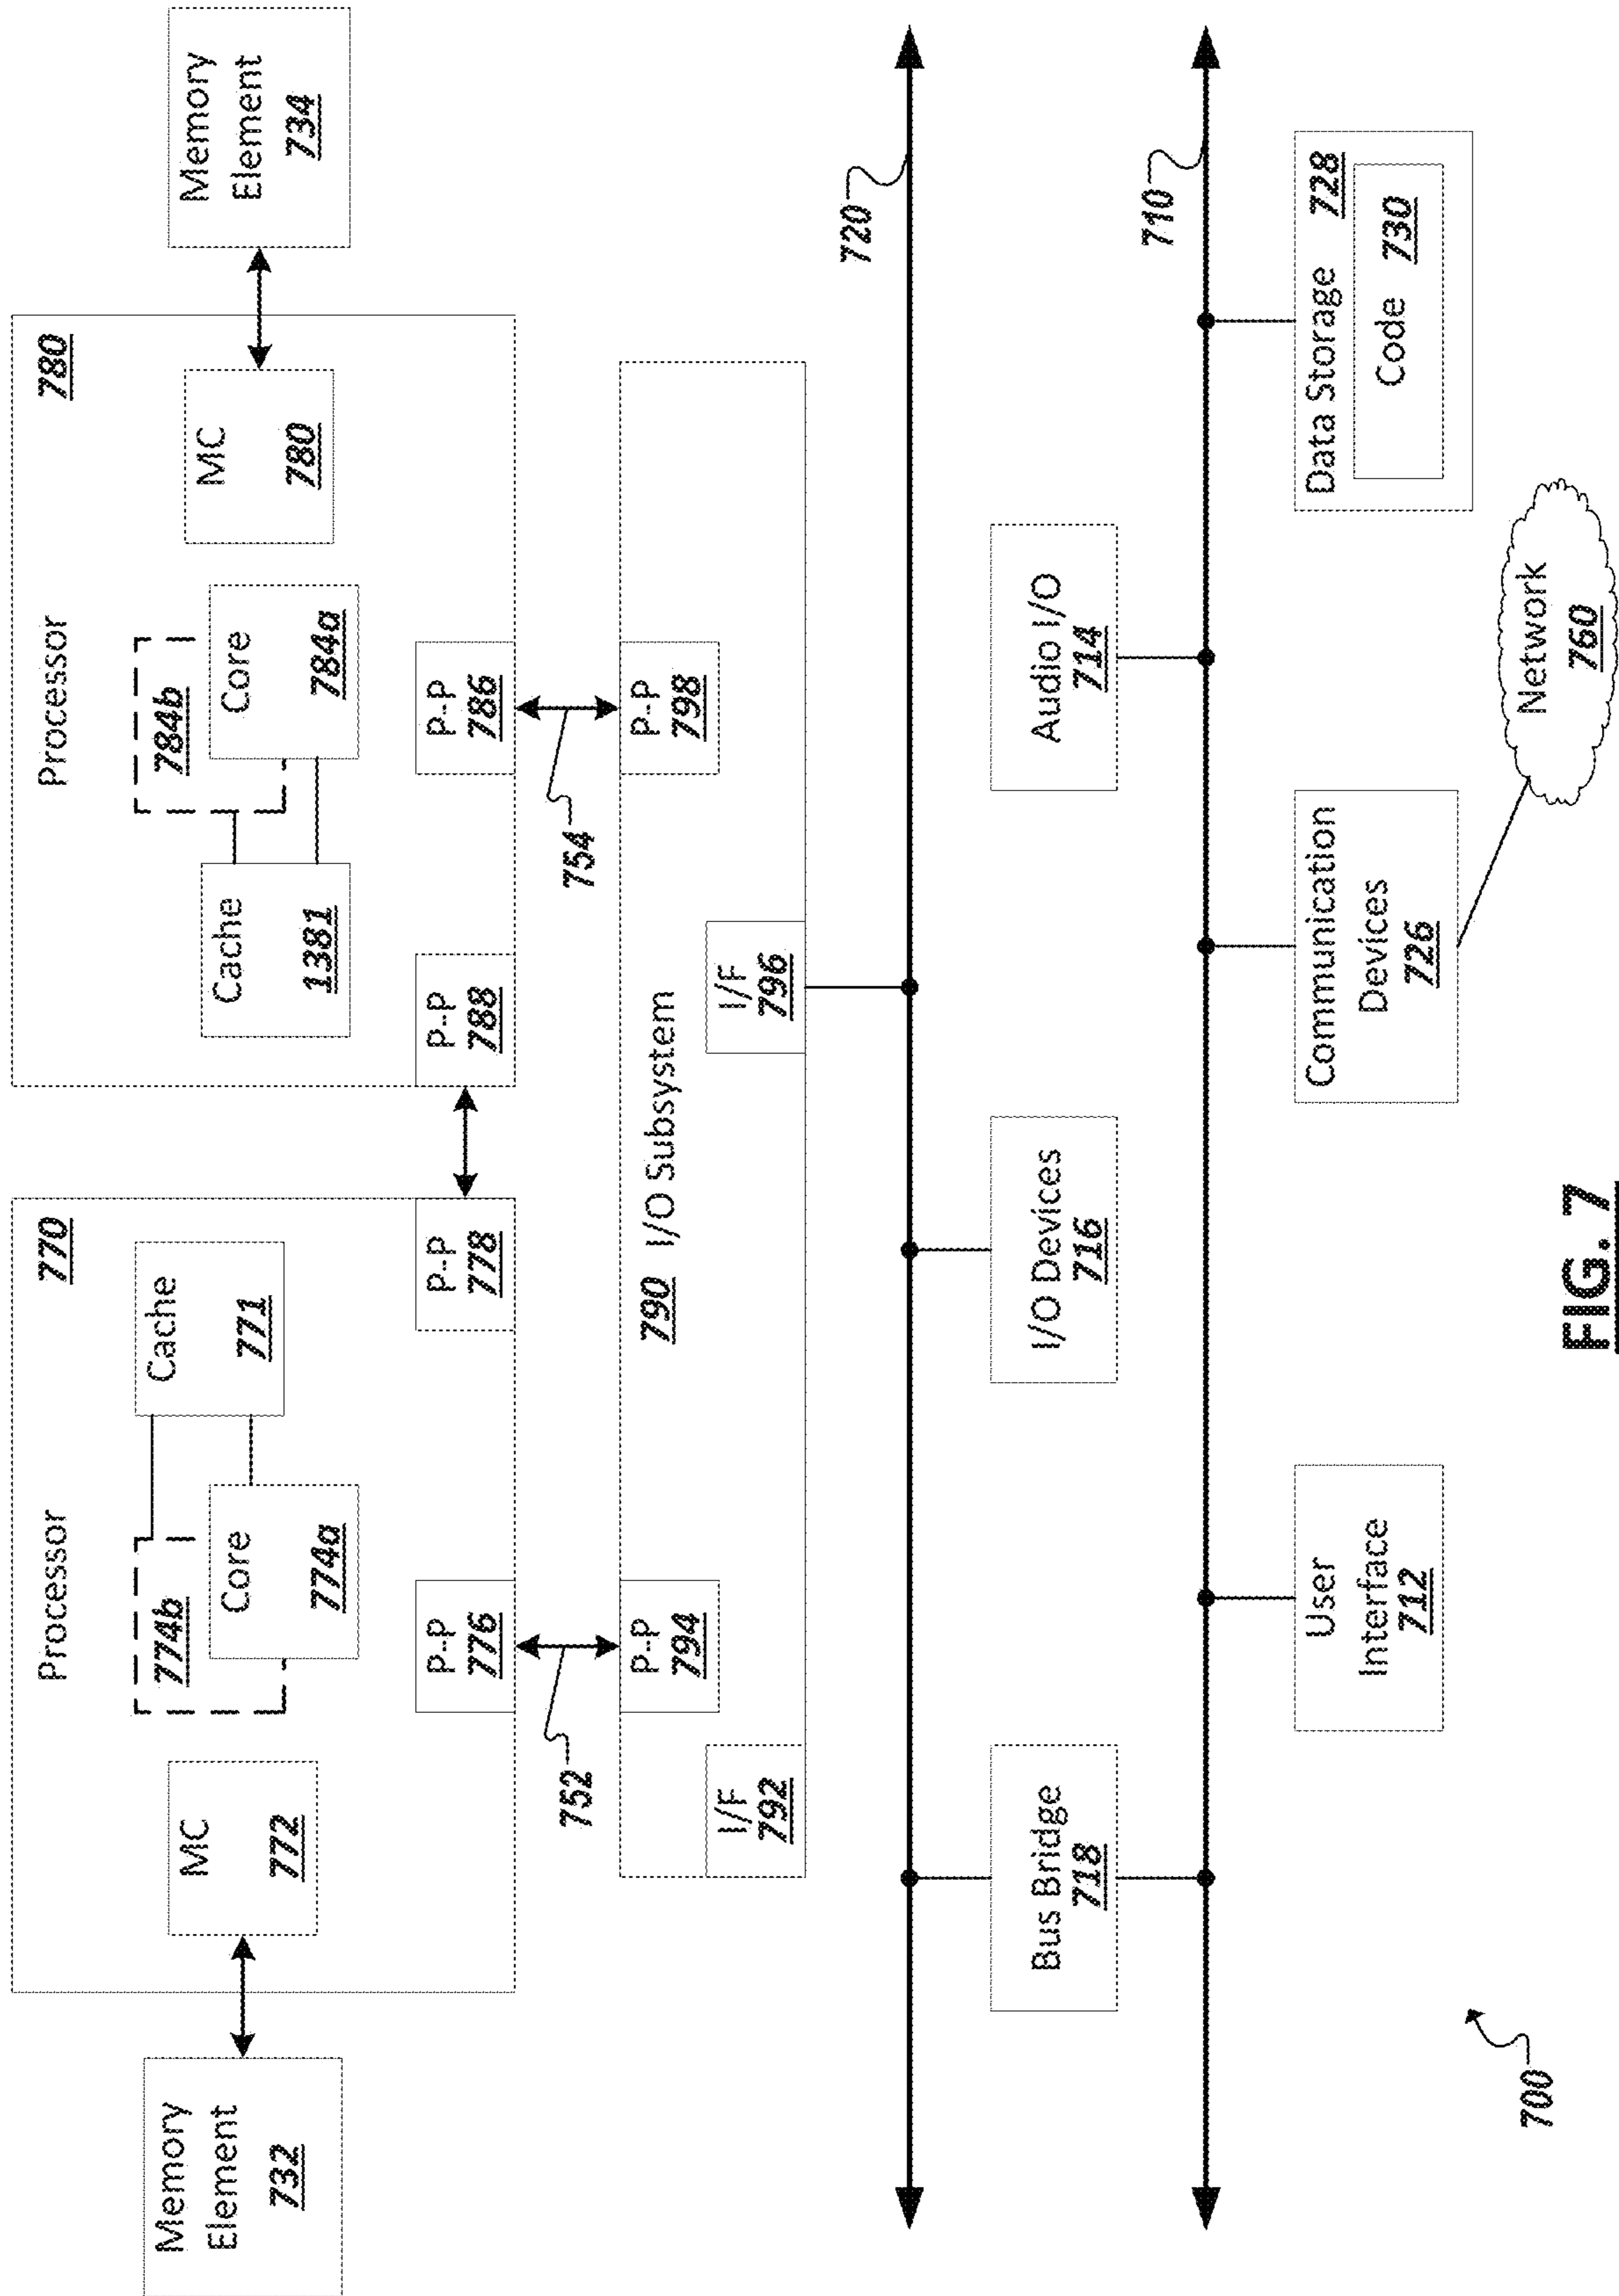 Memory
Element
732
Processor
770
MC
772
774b
Core
774a
Cache
771
P-P
776
P-P
778
Processor
780
Cache
1381
784b
Core
784a
MC
780
P-P
788
P-P
786
Memory
Element
734
752
754
790 I/O Subsystem
P-P
794
P-P
798
I/F
792
I/F
796
720
Bus Bridge
718
I/O Devices
716
Audio I/O
714
710
User
Interface
712
Communication
Devices
726
Data Storage 728
Code 730
Network
760
700
FIG. 7